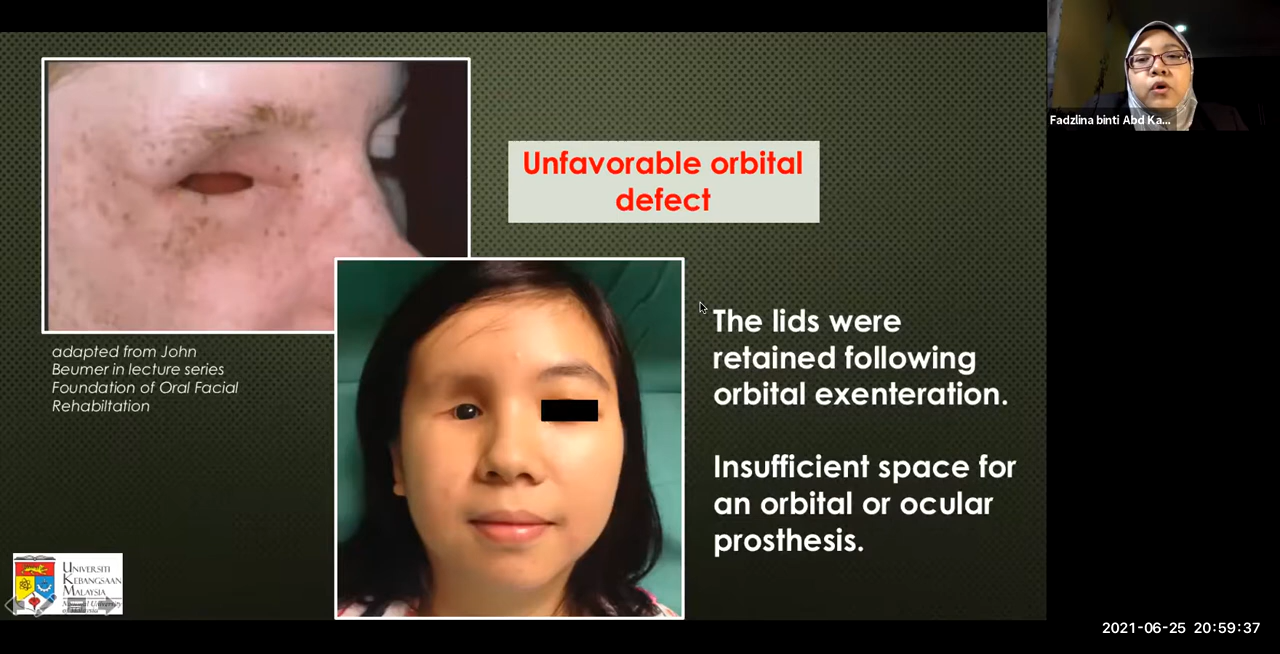 Unfavorable orbital
defect
The lids were
retained following
orbital exenteration.
Insufficient space for
an orbital or ocular
prosthesis.
adapted from John
Beumer in lecture series
Foundation of Oral Facial
Rehabiltation
UNIVERSITI
KEBANGSAAN
MALAYSIA
Fadzlina binti Abd Ka...
2021-06-25 20:59:37